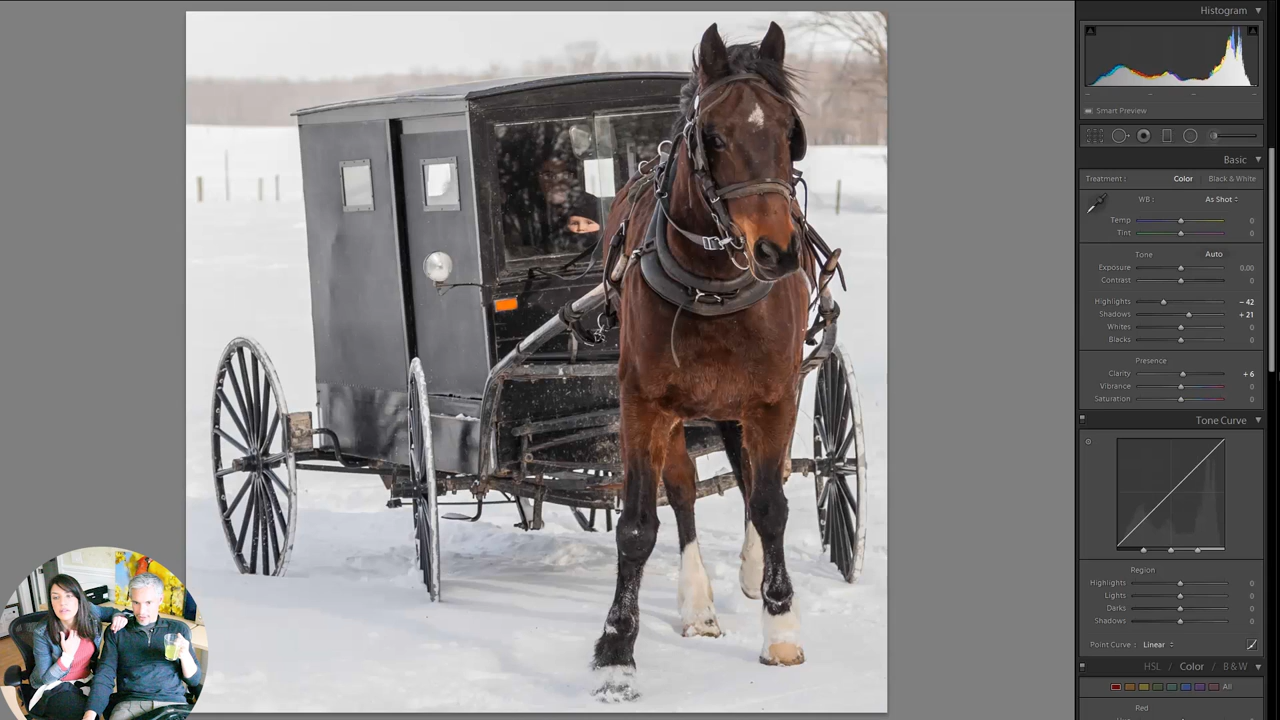 Histogram
Smart Preview
Basic
Treatment : Color Black & White
WB : As Shot
Temp 0
Tint 0
Tone Auto
Exposure 0.00
Contrast 0
Highlights − 42
Shadows + 21
Whites 0
Blacks 0
Presence
Clarity + 6
Vibrance 0
Saturation 0
Tone Curve
Region
Highlights 0
Lights 0
Darks 0
Shadows 0
Point Curve : Linear
HSL / Color / B & W
All
Red